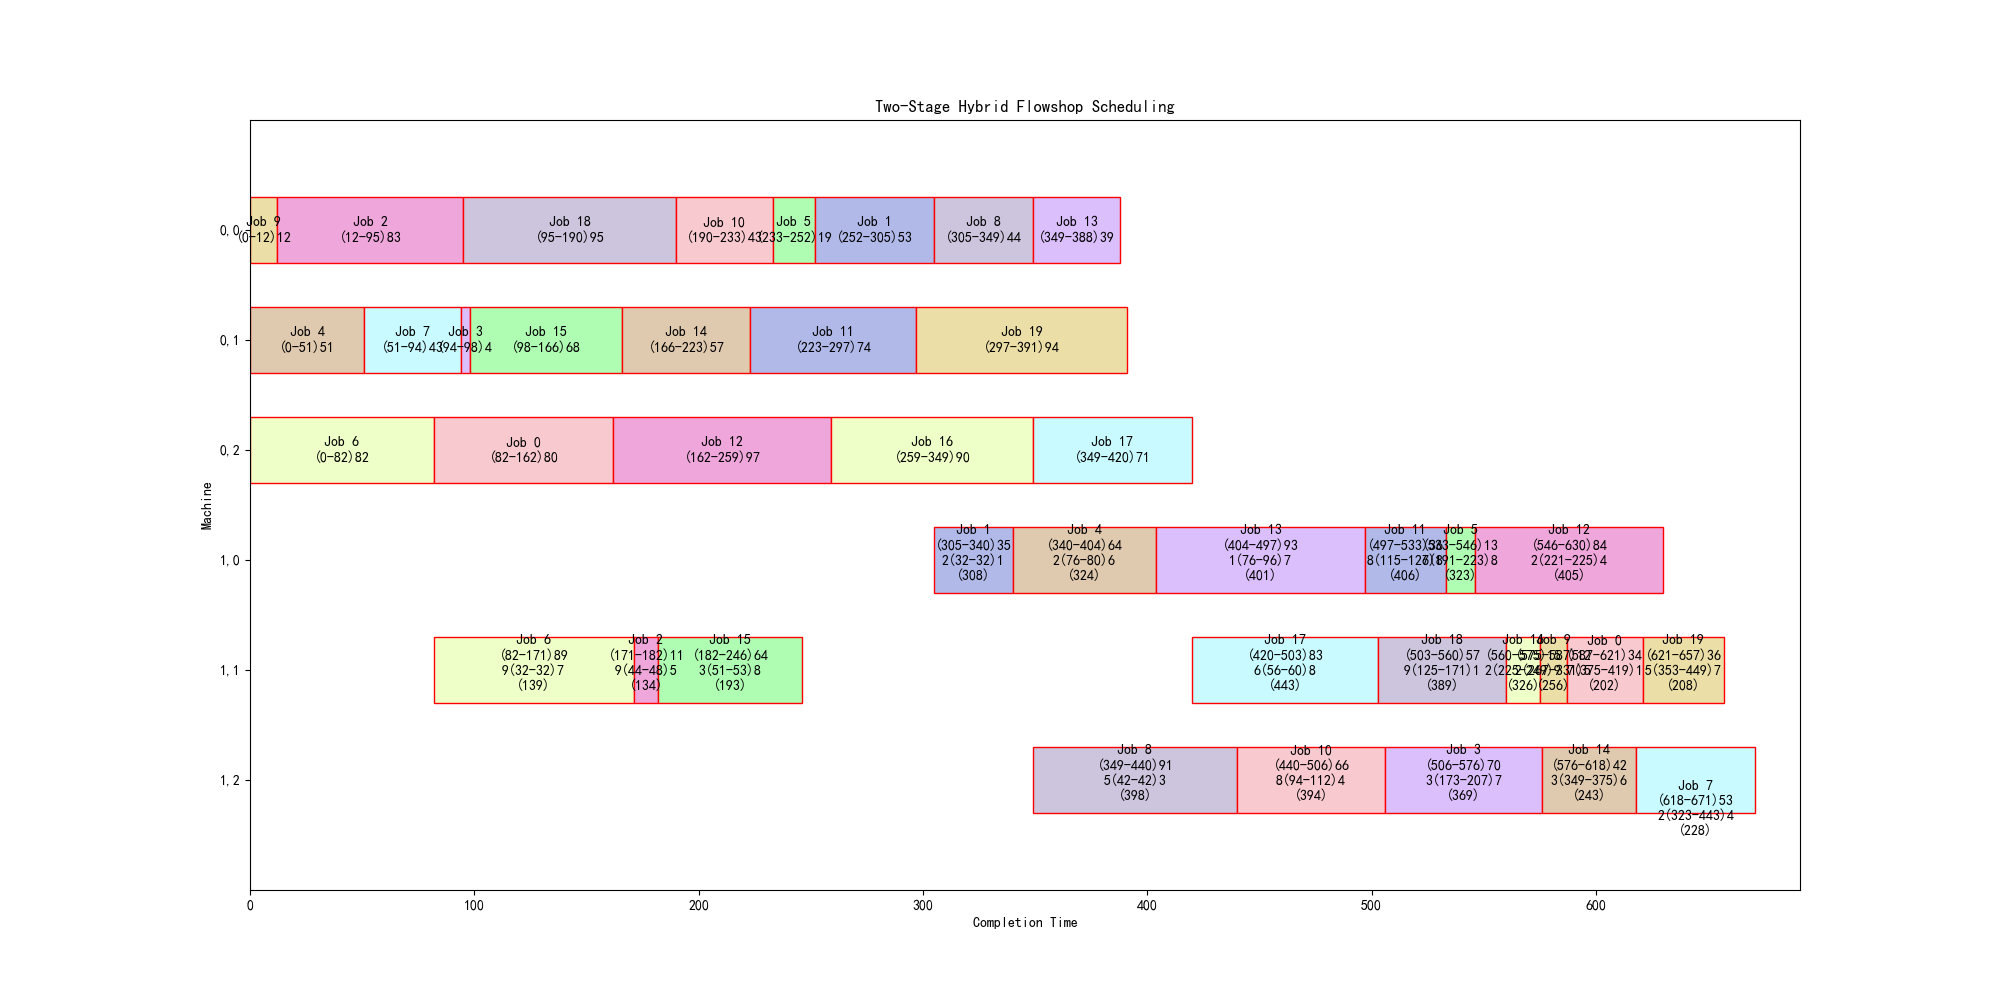 Two-Stage Hybrid Flowshop Scheduling
Machine
0,0
Job 9
(0-12)12
Job 2
(12-95)83
Job 18
(95-190)95
Job 10
(190-233)43
Job 5
(233-252)19
Job 1
(252-305)53
Job 8
(305-349)44
Job 13
(349-388)39
0,1
Job 4
(0-51)51
Job 7
(51-94)43
Job 3
(94-98)4
Job 15
(98-166)68
Job 14
(166-223)57
Job 11
(223-297)74
Job 19
(297-391)94
0,2
Job 6
(0-82)82
Job 0
(82-162)80
Job 12
(162-259)97
Job 16
(259-349)90
Job 17
(349-420)71
1,0
Job 1
(305-340)35
2(32-32)1
(308)
Job 4
(340-404)64
2(76-80)6
(324)
Job 13
(404-497)93
1(76-96)7
(401)
Job 11
(497-533)36
(406)
Job 5
(533-546)13
(323)
Job 12
(546-630)84
2(221-225)4
(405)
1,1
Job 6
(82-171)89
9(32-32)7
(139)
Job 2
(171-182)11
9(44-48)5
(134)
Job 15
(182-246)64
3(51-53)8
(193)
Job 17
(420-503)83
6(56-60)8
(443)
Job 18
(503-560)57
9(125-171)1
(389)
Job 16
(560-575)15
(326)
Job 9
(575-587)12
(256)
Job 0
(587-621)34
(202)
Job 19
(621-657)36
5(353-449)7
(208)
1,2
Job 8
(349-440)91
5(42-42)3
(398)
Job 10
(440-506)66
8(94-112)4
(394)
Job 3
(506-576)70
3(173-207)7
(369)
Job 14
(576-618)42
3(349-375)6
(243)
Job 7
(618-671)53
2(323-443)4
(228)
0
100
200
300
400
500
600
Completion Time